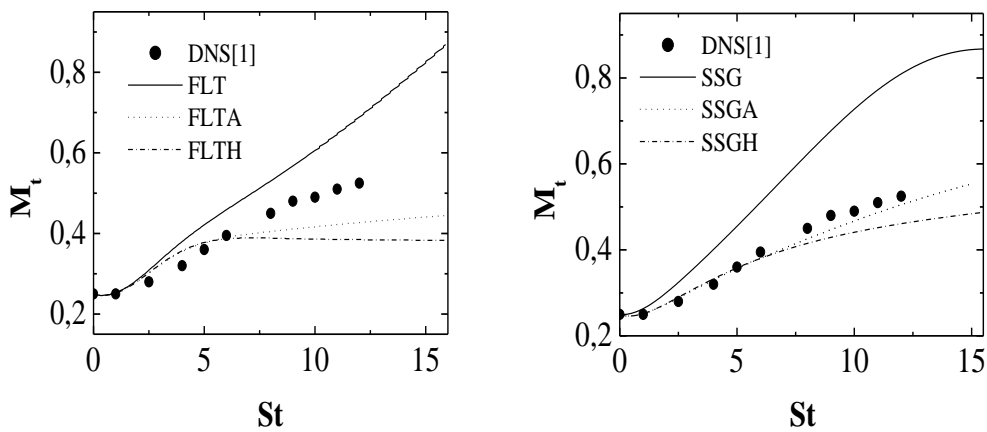 DNS[1]
FLT
FLTA
FLTH
0,8
0,6
0,4
0,2
M_t
0 5 10 15
St
DNS[1]
SSG
SSGA
SSGH
0,8
0,6
0,4
0,2
M_t
0 5 10 15
St